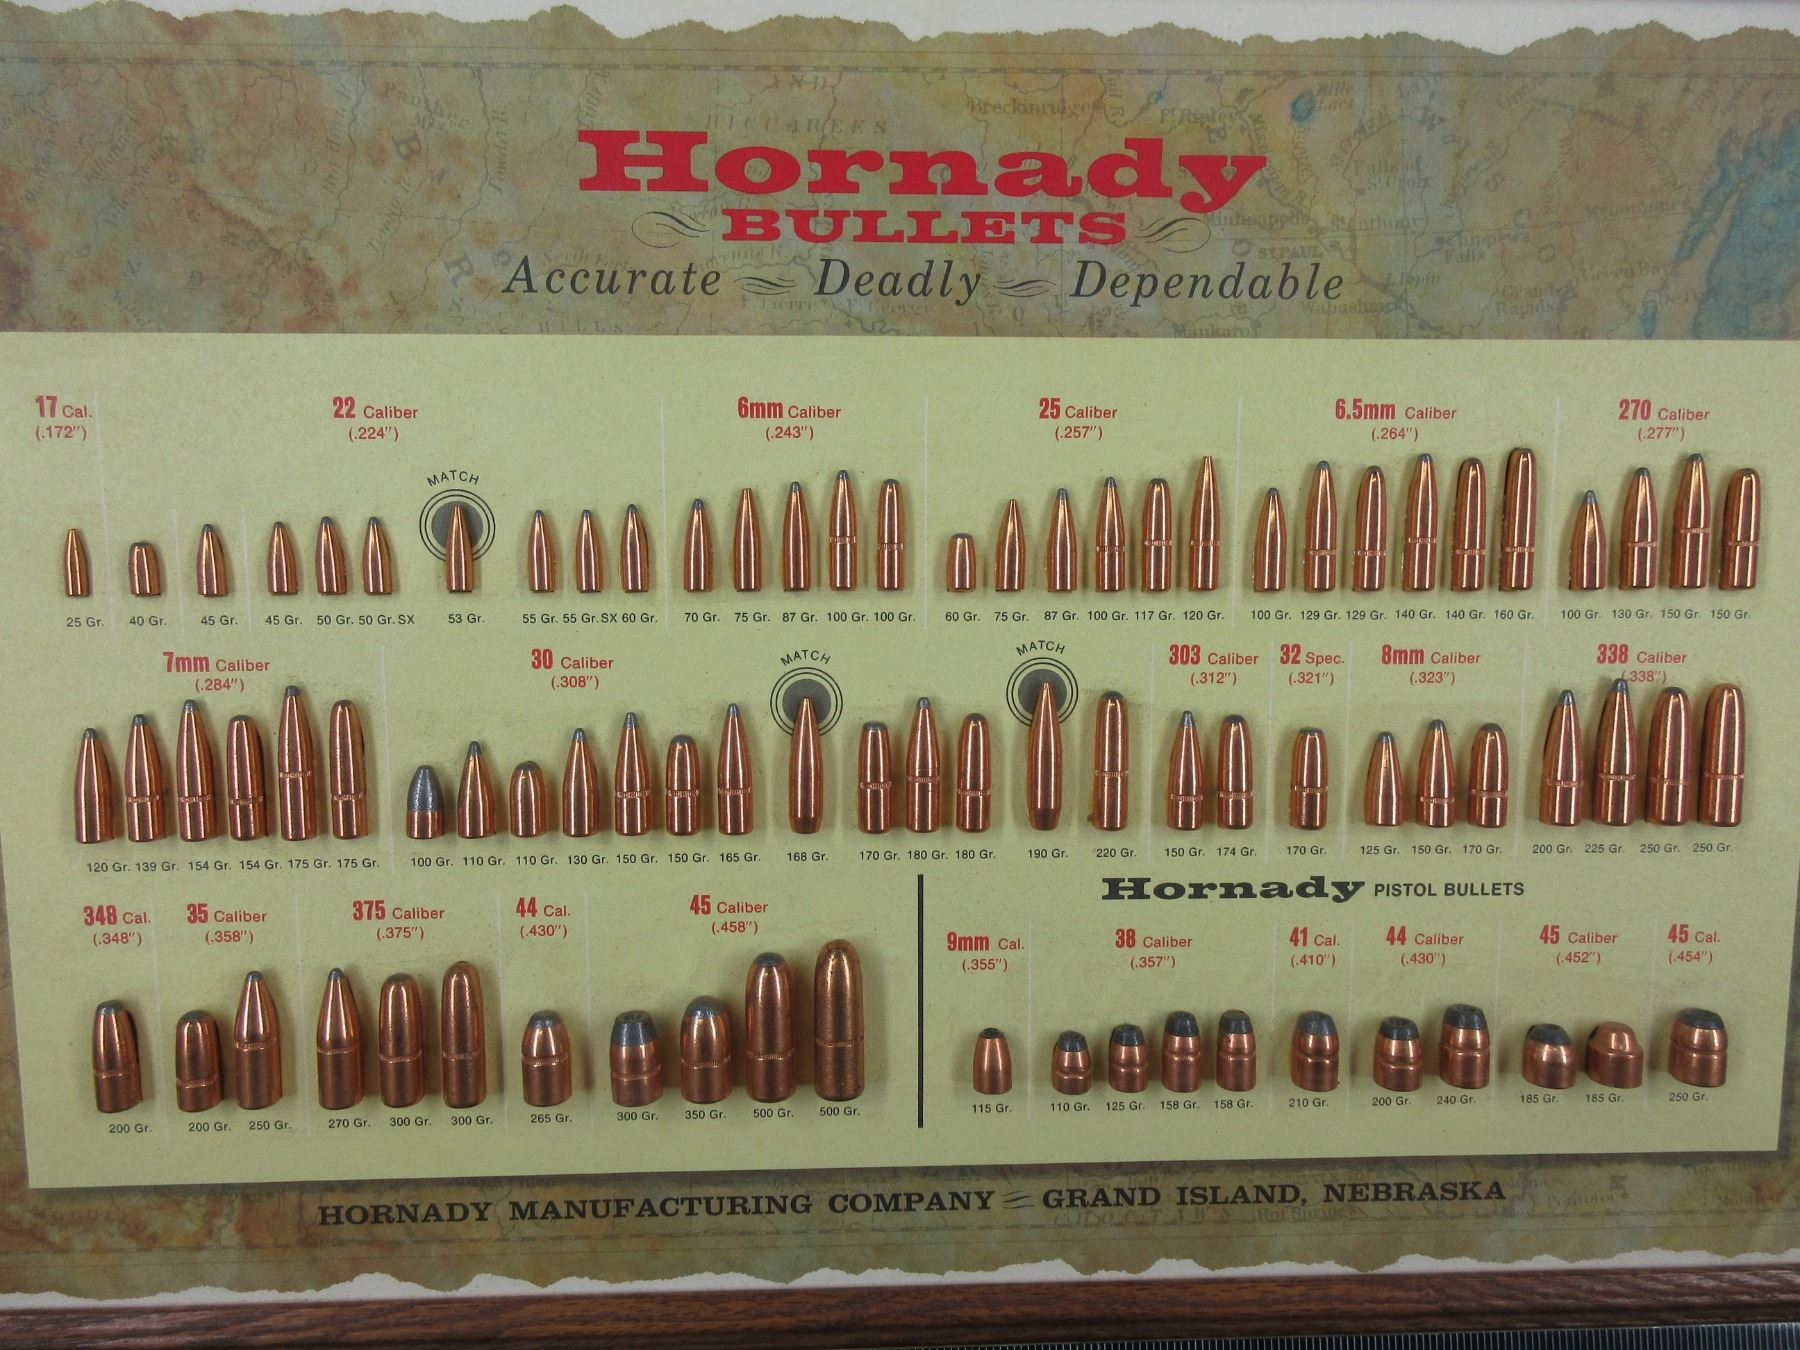 Hornady
BULLETS
Accurate Deadly Dependable
17 Cal. 22 Caliber 6mm Caliber 25 Caliber 6.5mm Caliber 270 Caliber
(.172") (.224") (.243") (.257") (.264") (.277")
MATCH
25 Gr. 40 Gr. 45 Gr. 45 Gr. 50 Gr. 50 Gr. SX 53 Gr. 55 Gr. 55 Gr. SX 60 Gr. 70 Gr. 75 Gr. 87 Gr. 100 Gr. 100 Gr. 60 Gr. 75 Gr. 87 Gr. 100 Gr. 117 Gr. 120 Gr. 100 Gr. 129 Gr. 129 Gr. 140 Gr. 140 Gr. 160 Gr. 100 Gr. 130 Gr. 150 Gr. 150 Gr.
MATCH MATCH
7mm Caliber 30 Caliber 303 Caliber 32 Spec. 8mm Caliber 338 Caliber
(.284") (.308") (.312") (.321") (.323") (.338")
120 Gr. 139 Gr. 154 Gr. 154 Gr. 175 Gr. 175 Gr. 100 Gr. 110 Gr. 110 Gr. 130 Gr. 150 Gr. 150 Gr. 165 Gr. 168 Gr. 170 Gr. 180 Gr. 180 Gr. 190 Gr. 220 Gr. 150 Gr. 174 Gr. 170 Gr. 125 Gr. 150 Gr. 170 Gr. 200 Gr. 225 Gr. 250 Gr. 250 Gr.
348 Cal. 35 Caliber 375 Caliber 44 Cal. 45 Caliber
(.348") (.358") (.375") (.430") (.458")
200 Gr. 200 Gr. 250 Gr. 270 Gr. 300 Gr. 300 Gr. 265 Gr. 300 Gr. 350 Gr. 500 Gr. 500 Gr.
Hornady PISTOL BULLETS
9mm Cal. 38 Caliber 41 Cal. 44 Caliber 45 Caliber 45 Cal.
(.355") (.357") (.410") (.430") (.452") (.454")
115 Gr. 110 Gr. 125 Gr. 158 Gr. 158 Gr. 210 Gr. 200 Gr. 240 Gr. 185 Gr. 185 Gr. 250 Gr.
HORNADY MANUFACTURING COMPANY GRAND ISLAND, NEBRASKA